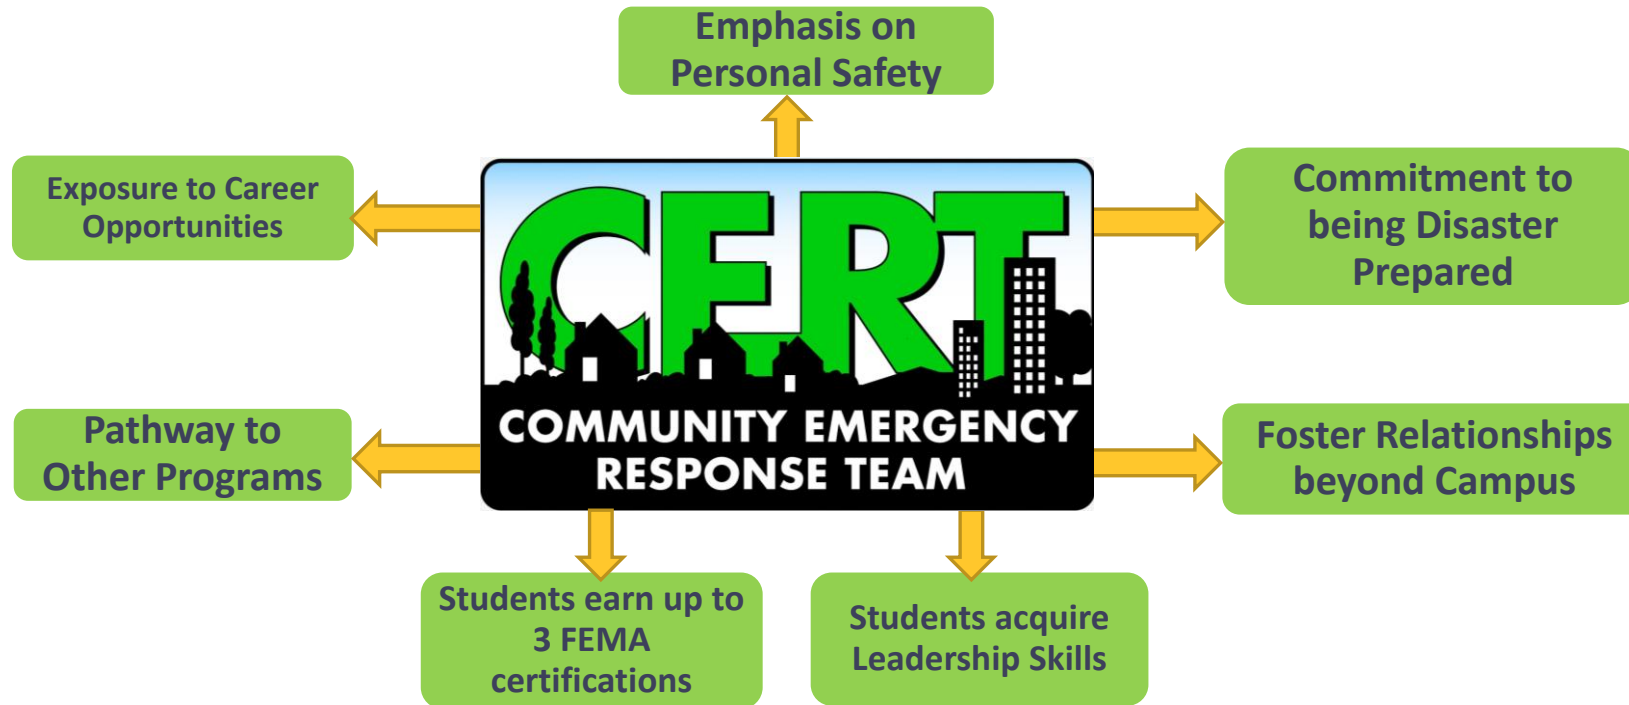 Emphasis on
Personal Safety
Exposure to Career
Opportunities
Commitment to
being Disaster
Prepared
CERT
COMMUNITY EMERGENCY
RESPONSE TEAM
Pathway to
Other Programs
Foster Relationships
beyond Campus
Students earn up to
3 FEMA
certifications
Students acquire
Leadership Skills